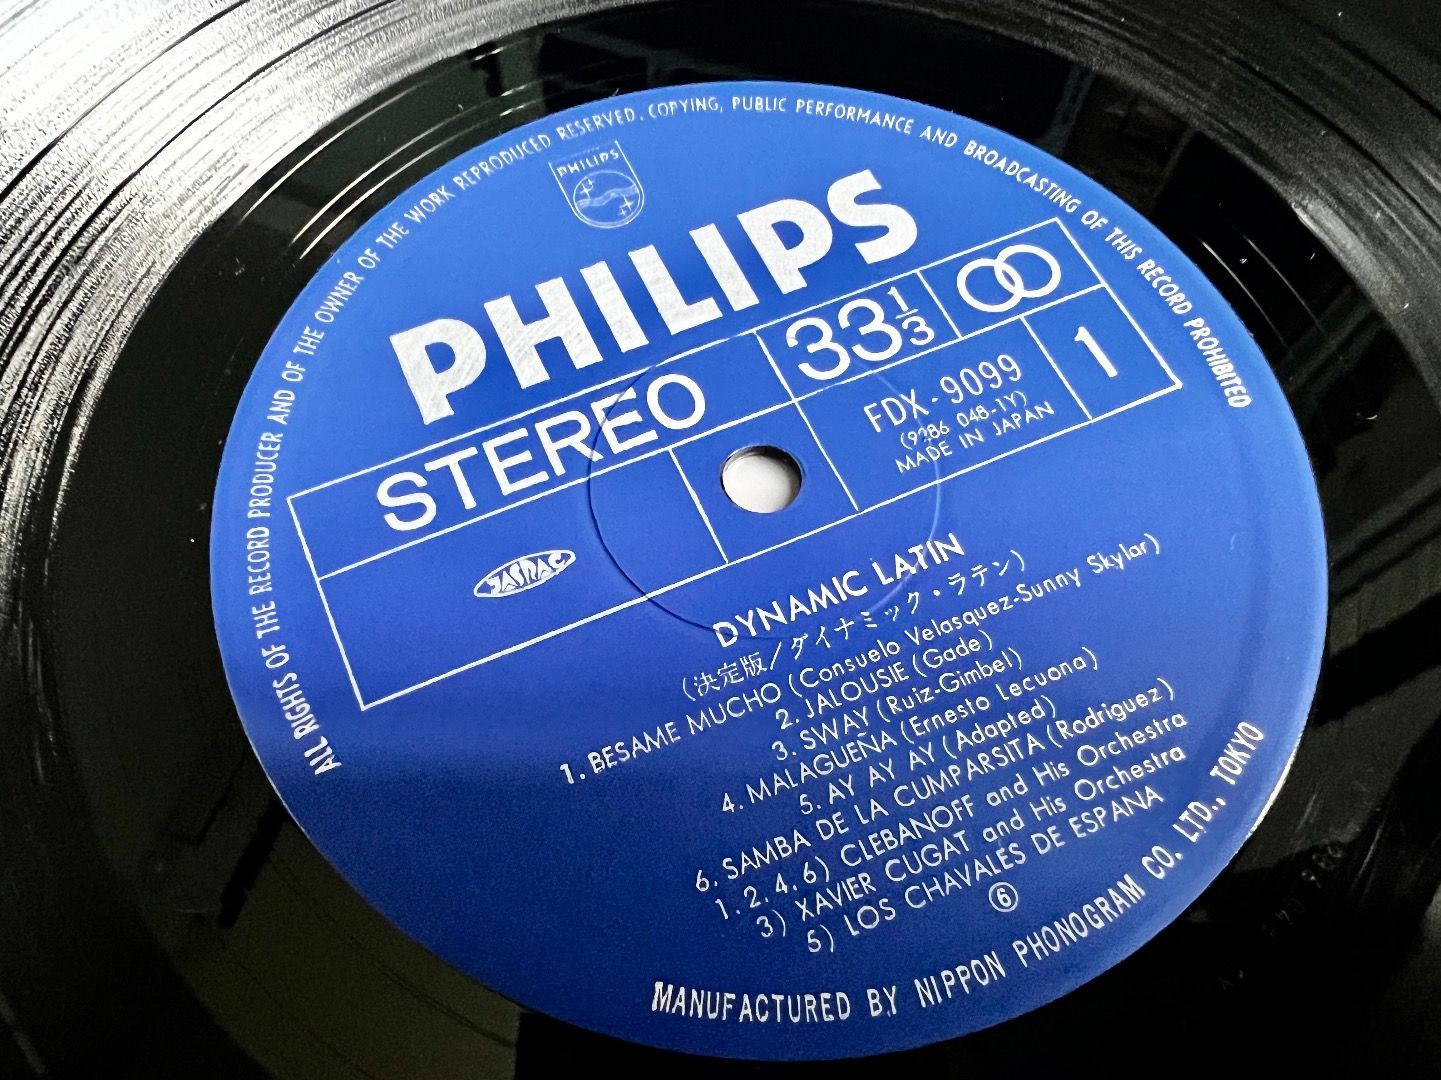 ALL RIGHTS OF THE RECORD PRODUCER AND OF THE OWNER OF THE WORK REPRODUCED RESERVED. COPYING, PUBLIC PERFORMANCE AND BROADCASTING OF THIS RECORD PROHIBITED
PHILIPS
PHILIPS
STEREO
33 1/3
FDX-9099
(9286 048-1Y)
MADE IN JAPAN
1
JASRAC
DYNAMIC LATIN
(決定版/ダイナミック・ラテン)
1. BESAME MUCHO (Consuelo Velasquez-Sunny Skylar)
2. JALOUSIE (Gade)
3. SWAY (Ruiz-Gimbel)
4. MALAGUEÑA (Ernesto Lecuona)
5. AY AY AY (Adapted)
6. SAMBA DE LA CUMPARSITA (Rodriguez)
1. 2. 4. 6) CLEBANOFF and His Orchestra
3) XAVIER CUGAT and His Orchestra
5) LOS CHAVALES DE ESPANA
⑥
MANUFACTURED BY NIPPON PHONOGRAM CO. LTD., TOKYO